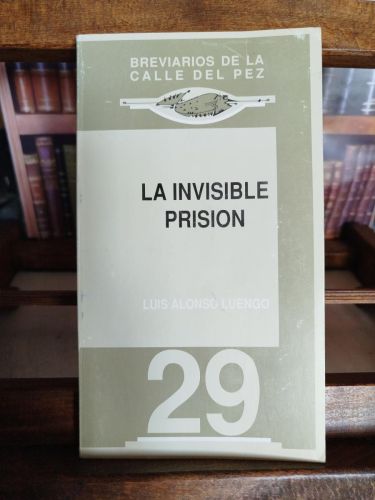 BREVIARIOS DE LA
CALLE DEL PEZ
LA INVISIBLE
PRISION
LUIS ALONSO LUENGO
29